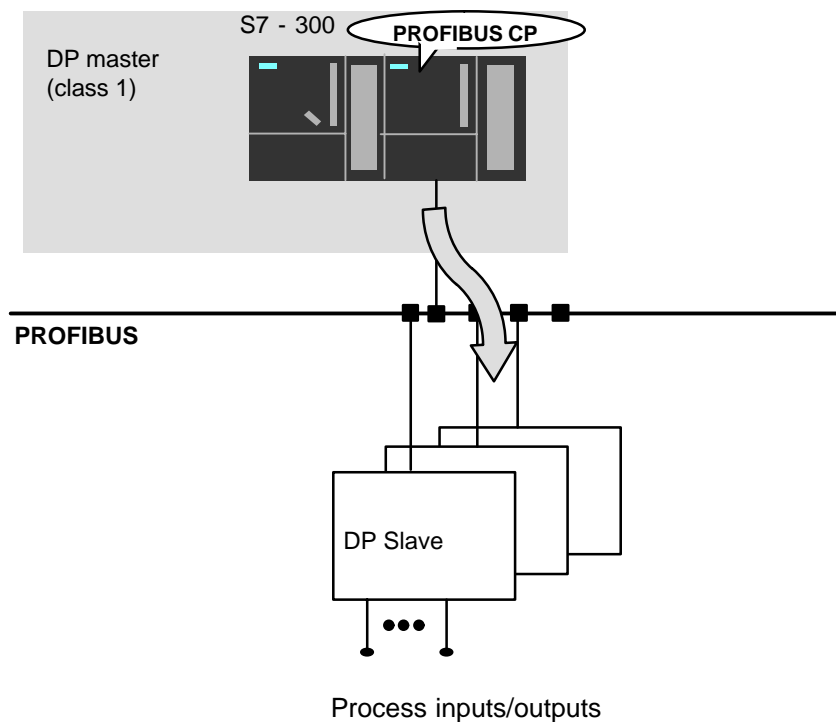 S7 - 300
PROFIBUS CP
DP master
(class 1)
PROFIBUS
DP Slave
Process inputs/outputs